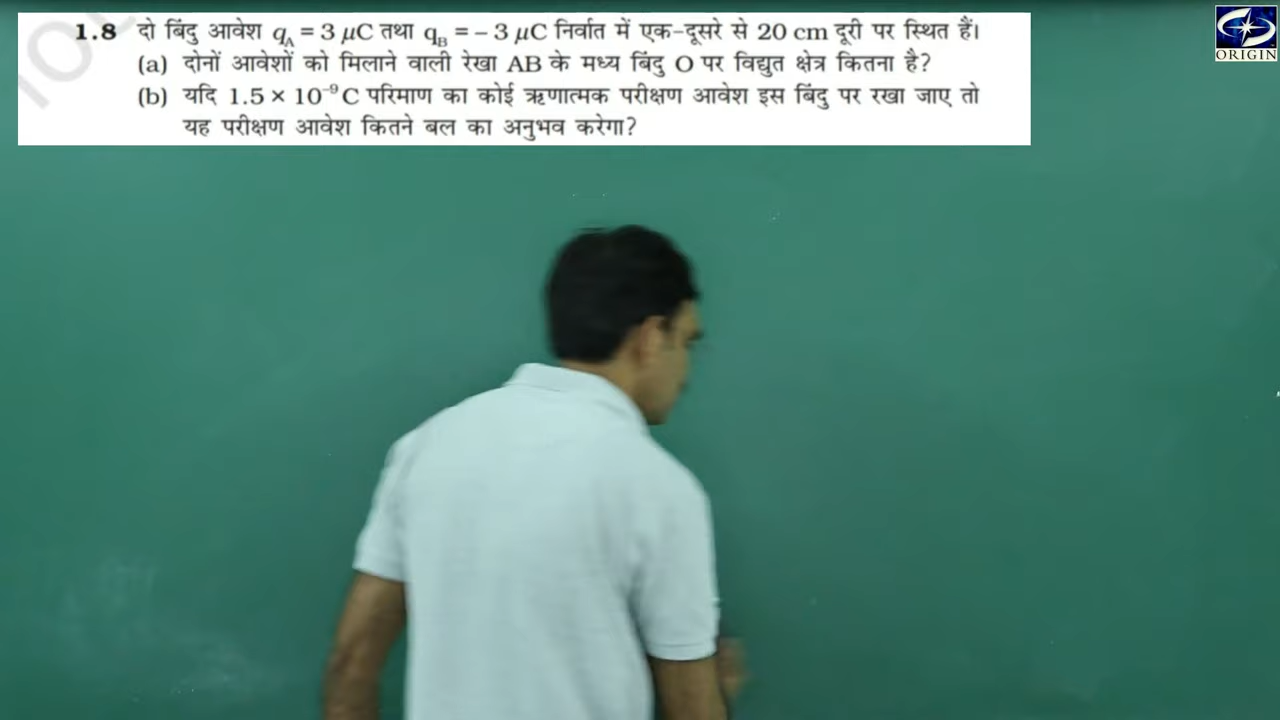 1.8 दो बिंदु आवेश qA = 3 μC तथा qB = – 3 μC निर्वात में एक-दूसरे से 20 cm दूरी पर स्थित हैं।
(a) दोनों आवेशों को मिलाने वाली रेखा AB के मध्य बिंदु O पर विद्युत क्षेत्र कितना है?
(b) यदि 1.5 × 10⁻⁹ C परिमाण का कोई ऋणात्मक परीक्षण आवेश इस बिंदु पर रखा जाए तो
यह परीक्षण आवेश कितने बल का अनुभव करेगा?
ORIGIN